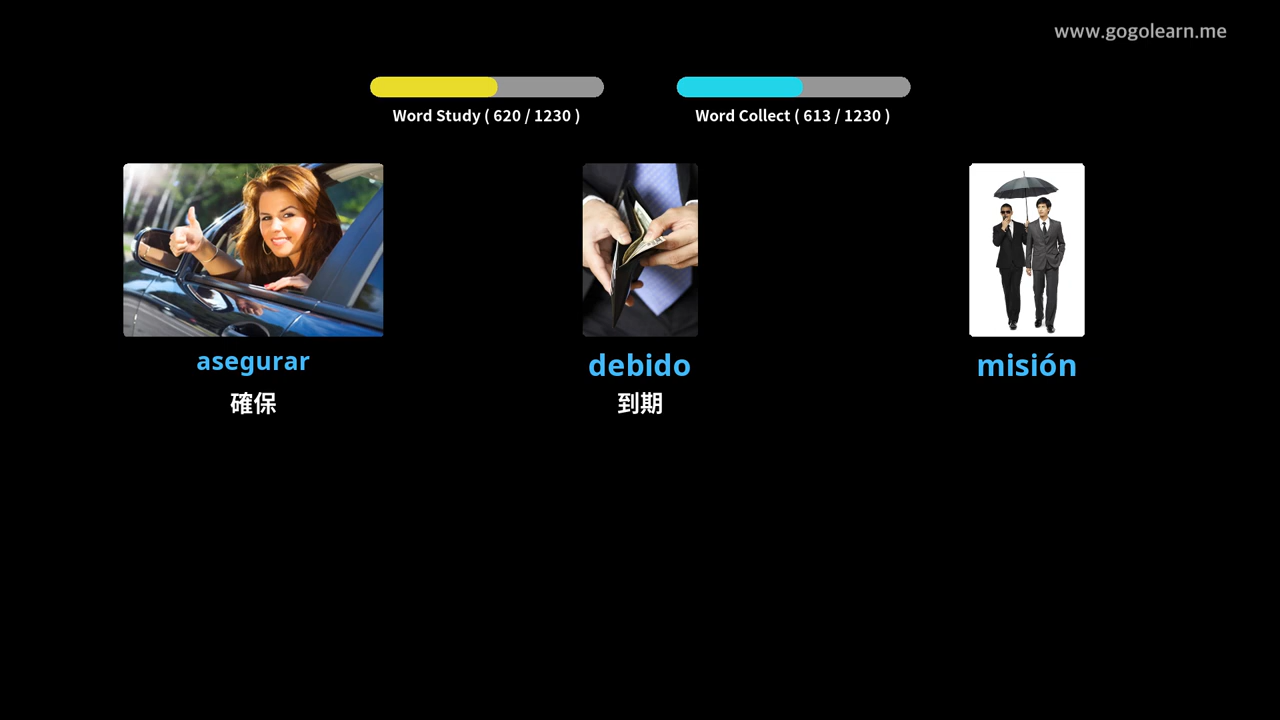 www.gogolearn.me
Word Study ( 620 / 1230 )
Word Collect ( 613 / 1230 )
asegurar
確保
debido
到期
misión